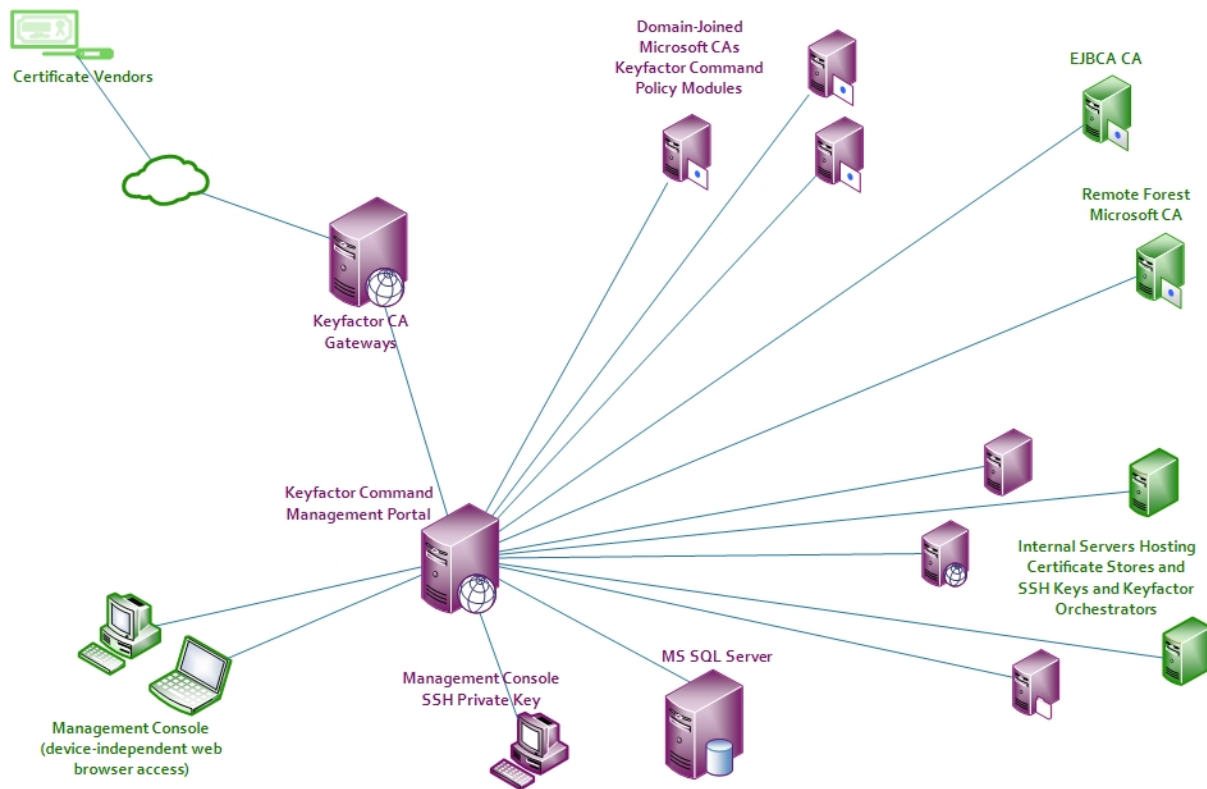 Certificate Vendors
Domain-Joined
Microsoft CAs
Keyfactor Command
Policy Modules
EJBCA CA
Remote Forest
Microsoft CA
Keyfactor CA
Gateways
Keyfactor Command
Management Portal
Internal Servers Hosting
Certificate Stores and
SSH Keys and Keyfactor
Orchestrators
MS SQL Server
Management Console
SSH Private Key
Management Console
(device-independent web
browser access)